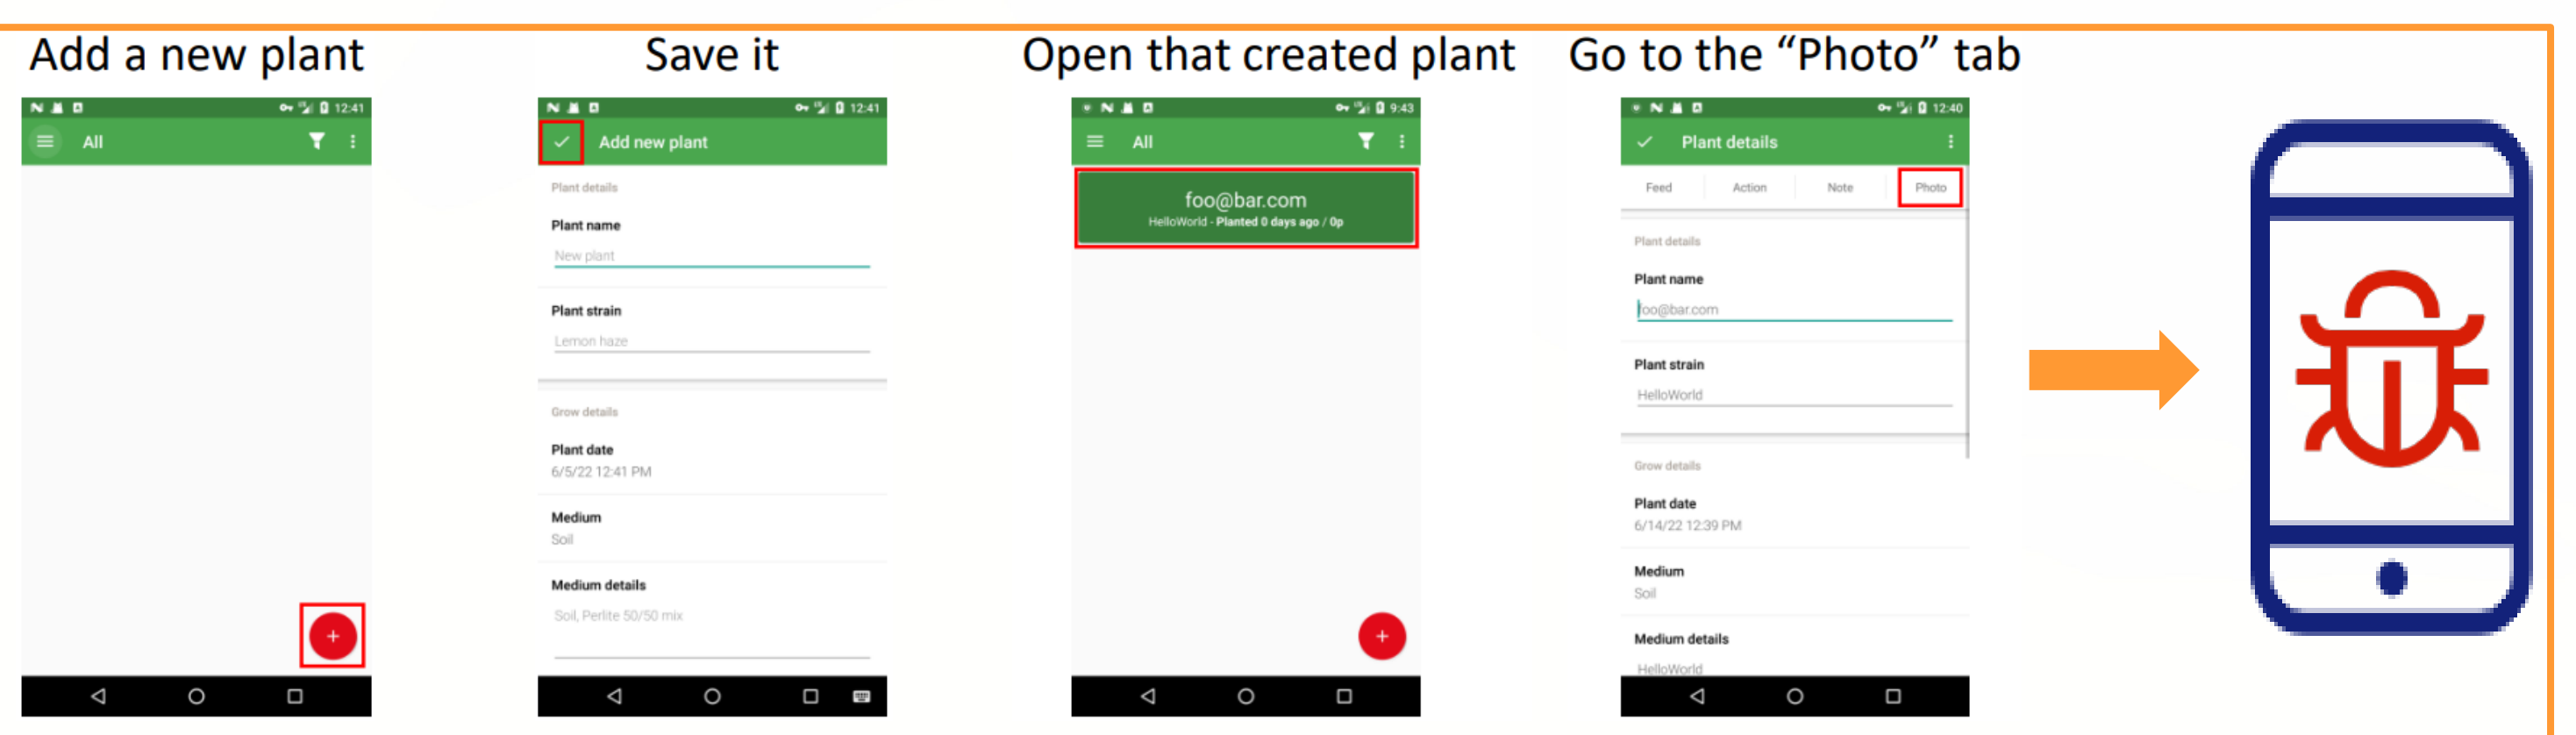 Add a new plant
Save it
Open that created plant
Go to the “Photo” tab
12:41
All
12:41
Add new plant
Plant details
Plant name
New plant
Plant strain
Lemon haze
Grow details
Plant date
6/5/22 12:41 PM
Medium
Soil
Medium details
Soil, Perlite 50/50 mix
9:43
All
foo@bar.com
HelloWorld - Planted 0 days ago / 0p
12:40
Plant details
Feed Action Note Photo
Plant details
Plant name
foo@bar.com
Plant strain
HelloWorld
Grow details
Plant date
6/14/22 12:39 PM
Medium
Soil
Medium details
HelloWorld